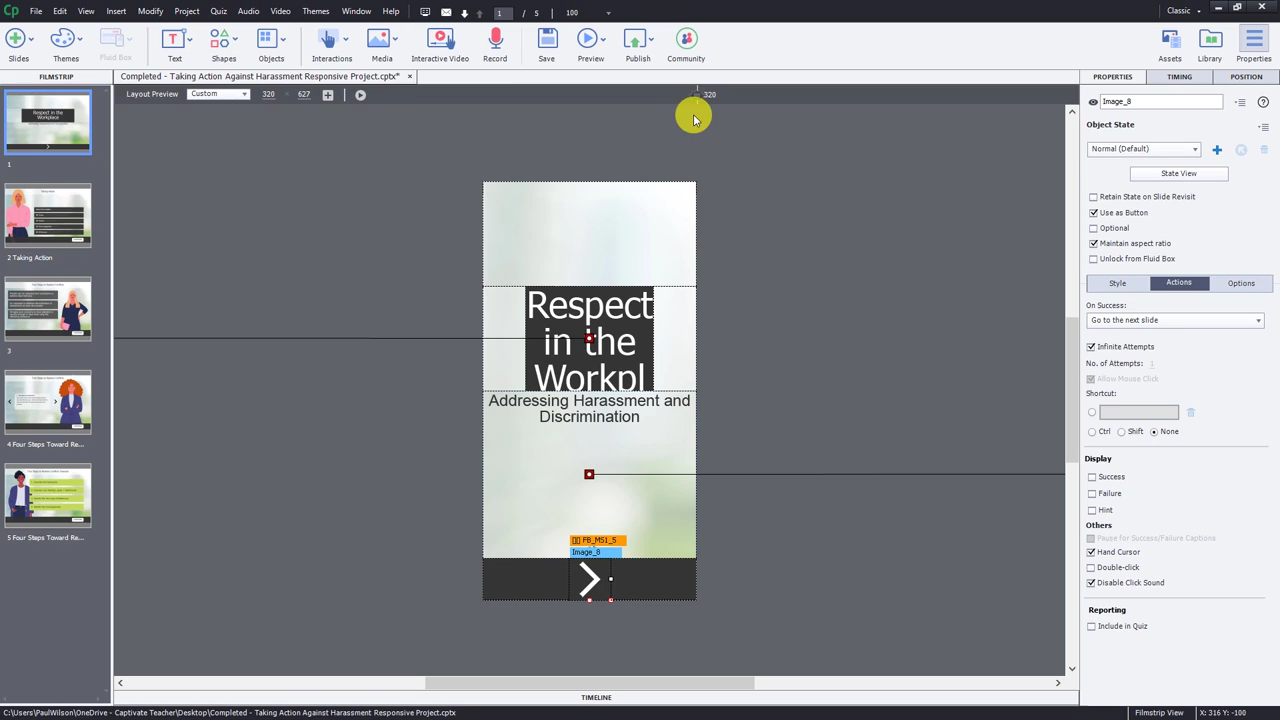 Cp File Edit Insert Modify Project Quiz Audio Video Themes Window Help 1 / 5 100 Classic
Slides Themes Fluid Box Text Shapes Objects Interactions Media Interactive Video Record Save Preview Publish Community Assets Library Properties
FILMSTRIP
Completed - Taking Action Against Harassment Responsive Project.cptx* ×
PROPERTIES TIMING POSITION
Layout Preview Custom 320 × 627 320
Image_8
Object State
Normal (Default)
State View
Retain State on Slide Revisit
Use as Button
Optional
Maintain aspect ratio
Unlock from Fluid Box
Style Actions Options
On Success:
Go to the next slide
Infinite Attempts
No. of Attempts: 1
Allow Mouse Click
Shortcut:
Ctrl Shift None
Display
Success
Failure
Hint
Others
Pause for Success/Failure Captions
Hand Cursor
Double-click
Disable Click Sound
Reporting
Include in Quiz
Respect in the
Workplace
1
2 Taking Action
3
4 Four Steps Toward Re...
5 Four Steps Toward Re...
Respect
in the
Workpl
Addressing Harassment and
Discrimination
FB_MS1_5
Image_8
TIMELINE
C:\Users\PaulWilson\OneDrive - Captivate Teacher\Desktop\Completed - Taking Action Against Harassment Responsive Project.cptx
Filmstrip View X: 316 Y: -100